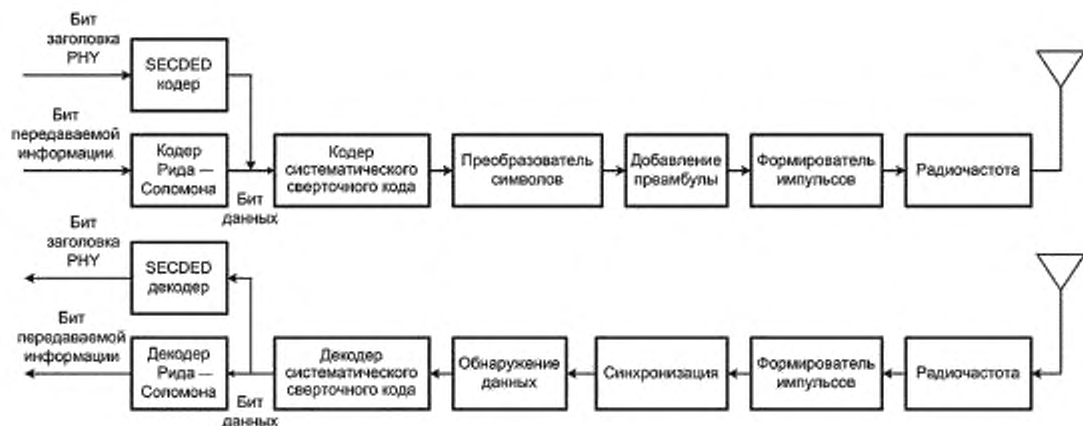 Бит
заголовка
PHY
SECDED
кодер
Бит
передаваемой
информации
Кодер
Рида —
Соломона
Бит
данных
Кодер
систематического
сверточного кода
Преобразователь
символов
Добавление
преамбулы
Формирователь
импульсов
Радиочастота
Бит
заголовка
PHY
SECDED
декодер
Бит
передаваемой
информации
Декодер
Рида —
Соломона
Бит
данных
Декодер
систематического
сверточного кода
Обнаружение
данных
Синхронизация
Формирователь
импульсов
Радиочастота